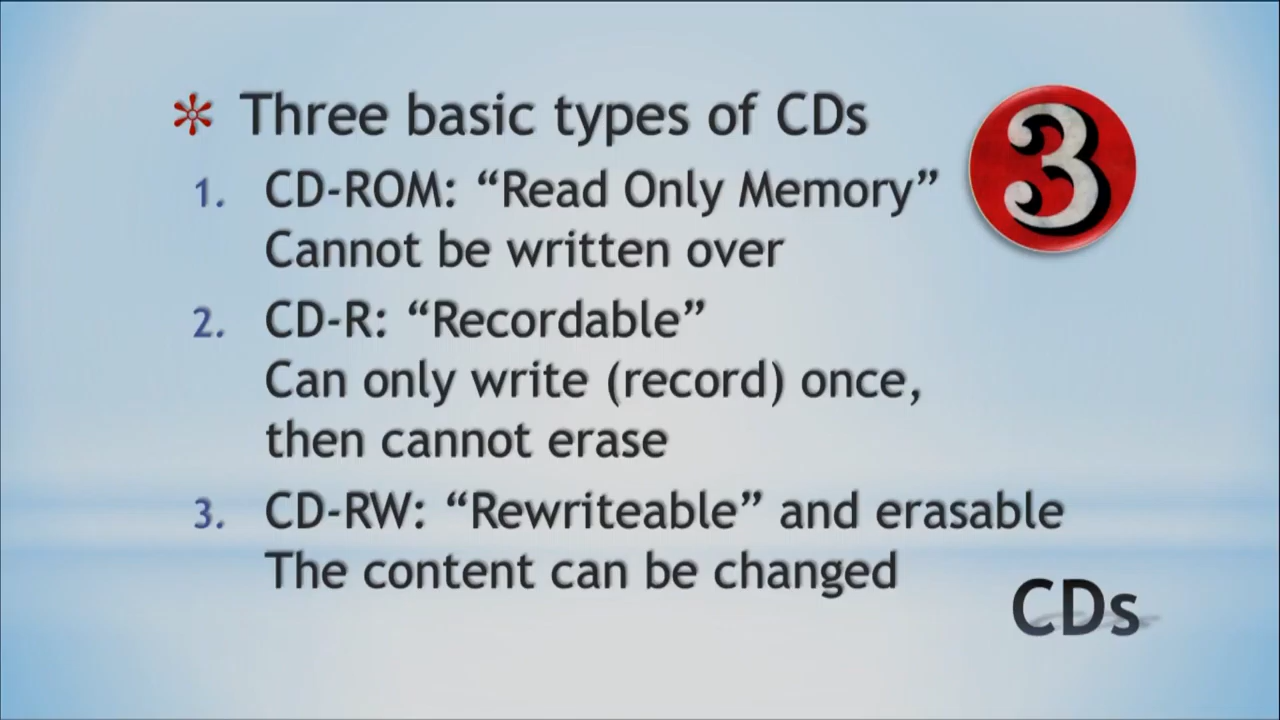 * Three basic types of CDs
3
1. CD-ROM: “Read Only Memory”
Cannot be written over
2. CD-R: “Recordable”
Can only write (record) once,
then cannot erase
3. CD-RW: “Rewriteable” and erasable
The content can be changed
CDs